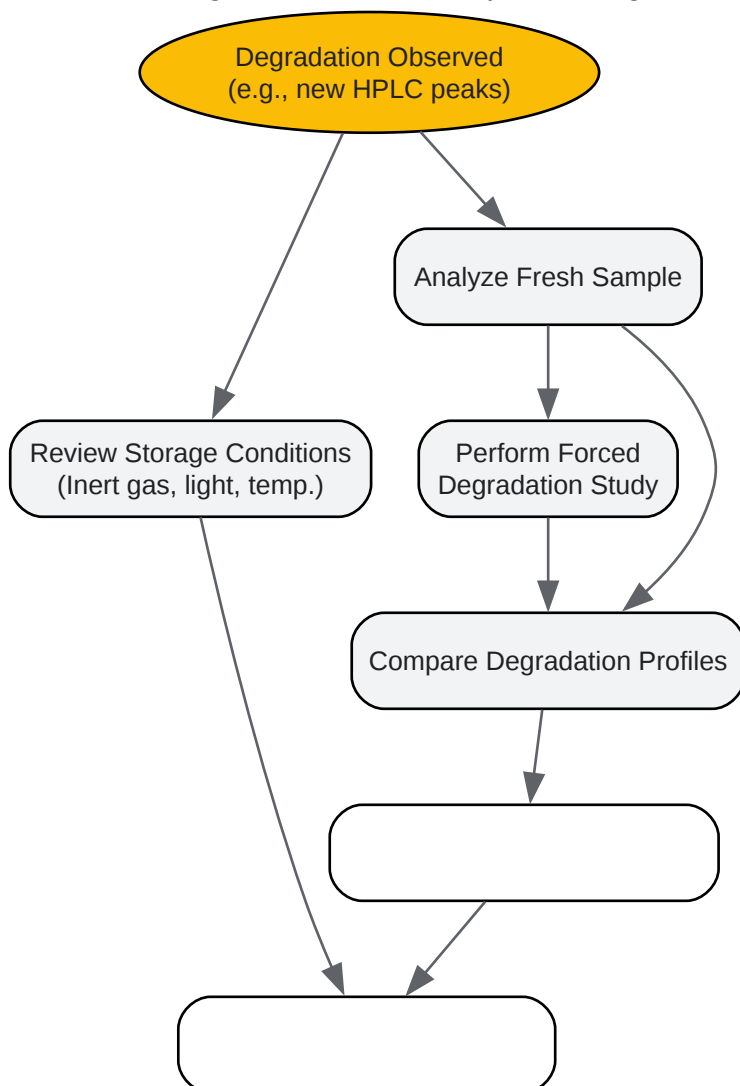 Degradation Observed
(e.g., new HPLC peaks)
Analyze Fresh Sample
Review Storage Conditions
(Inert gas, light, temp.)
Perform Forced
Degradation Study
Compare Degradation Profiles